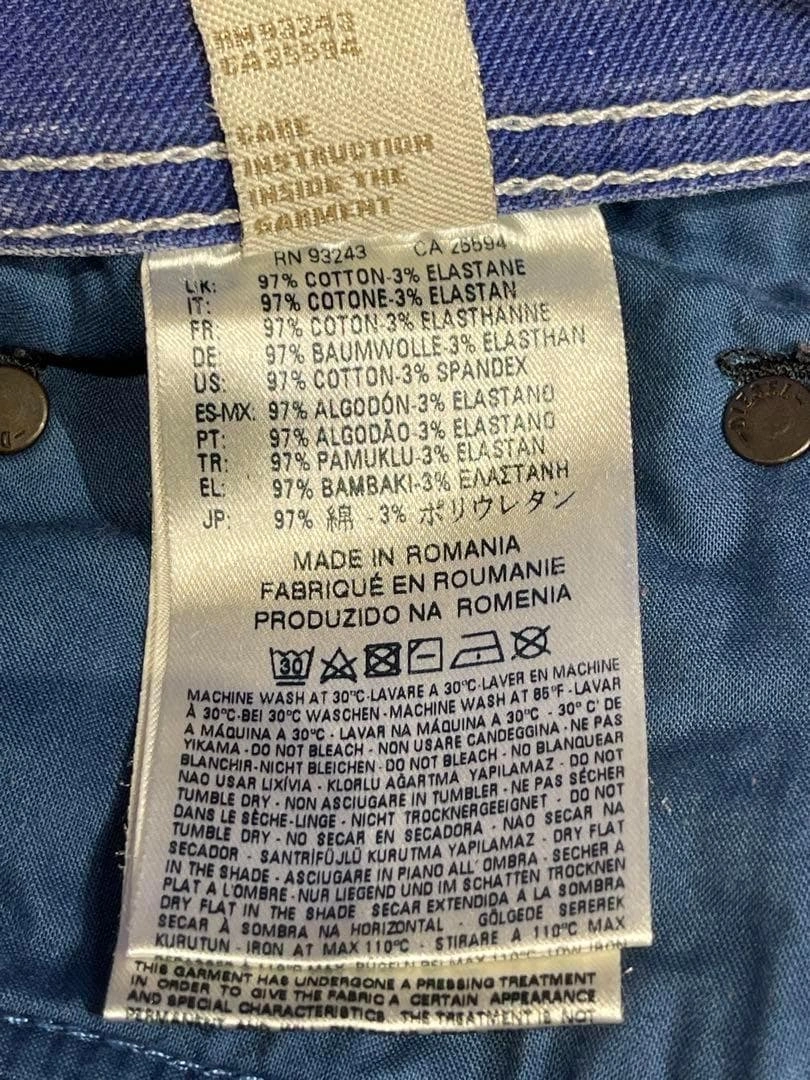 RN 93243
CA25594
CARE
INSTRUCTION
INSIDE THE
GARMENT
RN 93243 CA 25594
UK: 97% COTTON-3% ELASTANE
IT: 97% COTONE-3% ELASTAN
FR: 97% COTON-3% ELASTHANNE
DE: 97% BAUMWOLLE-3% ELASTHAN
US: 97% COTTON-3% SPANDEX
ES-MX: 97% ALGODÓN-3% ELASTANO
PT: 97% ALGODÃO-3% ELASTANO
TR: 97% PAMUKLU-3% ELASTAN
EL: 97% ΒΑΜΒΑΚΙ-3% ΕΛΑΣΤΑΝΗ
JP: 97% 綿 -3% ポリウレタン
MADE IN ROMANIA
FABRIQUÉ EN ROUMANIE
PRODUZIDO NA ROMENIA
30
MACHINE WASH AT 30°C-LAVARE A 30°C-LAVER EN MACHINE
À 30°C-BEI 30°C WASCHEN-MACHINE WASH AT 85°F-LAVAR
A MÁQUINA A 30°C - LAVAR NA MÁQUINA A 30°C - 30° C' DE
YIKAMA-DO NOT BLEACH - NON USARE CANDEGGINA-NE PAS
BLANCHIR-NICHT BLEICHEN-DO NOT BLEACH - NO BLANQUEAR
NAO USAR LIXÍVIA - KLORLU AĞARTMA YAPILAMAZ - DO NOT
TUMBLE DRY - NON ASCIUGARE IN TUMBLER - NE PAS SÉCHER
DANS LE SÈCHE-LINGE - NICHT TROCKNERGEEIGNET - DO NOT
TUMBLE DRY-NO SECAR EN SECADORA - NAO SECAR NA
SECADOR - SANTRİFÜJLÜ KURUTMA YAPILAMAZ - DRY FLAT
IN THE SHADE - ASCIUGARE IN PIANO ALL' OMBRA - SECHER A
PLAT A L'OMBRE-NUR LIEGEND UND IM SCHATTEN TROCKNEN
DRY FLAT IN THE SHADE SECAR EXTENDIDA A LA SOMBRA
SECAR À SOMBRA NA HORIZONTAL - GÖLGEDE SEREREK
KURUTUN - IRON AT MAX 110°C - STIRARE A 110°C MAX
THIS GARMENT HAS UNDERGONE A PRESSING TREATMENT
IN ORDER TO GIVE THE FABRIC A CERTAIN APPEARANCE
AND SPECIAL CHARACTERISTICS. THE TREATMENT IS NOT
DIESEL